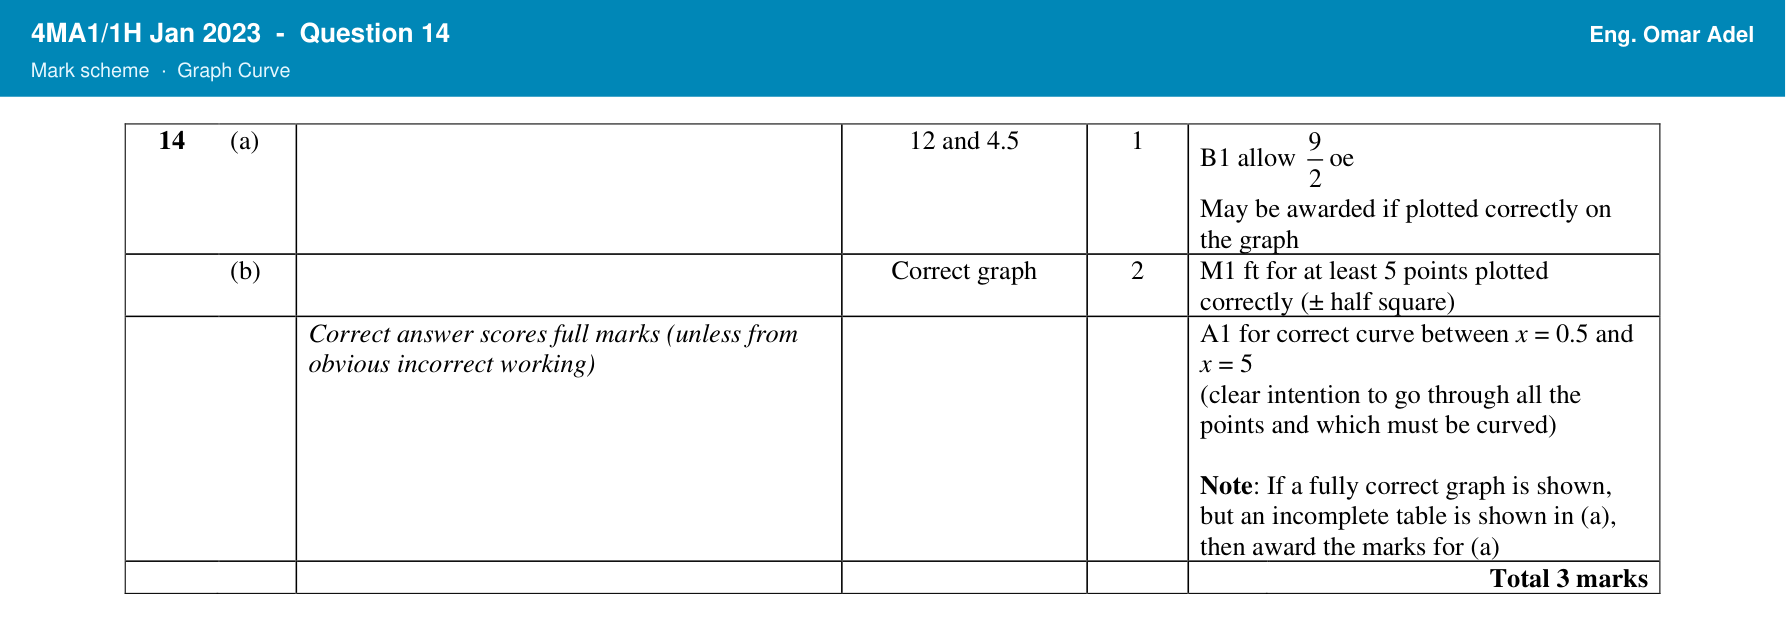 4MA1/1H Jan 2023 - Question 14
Eng. Omar Adel
Mark scheme · Graph Curve
14 (a) 12 and 4.5 1 B1 allow 9/2 oe
May be awarded if plotted correctly on
the graph
(b) Correct graph 2 M1 ft for at least 5 points plotted
correctly (± half square)
Correct answer scores full marks (unless from
obvious incorrect working)
A1 for correct curve between x = 0.5 and
x = 5
(clear intention to go through all the
points and which must be curved)
Note: If a fully correct graph is shown,
but an incomplete table is shown in (a),
then award the marks for (a)
Total 3 marks